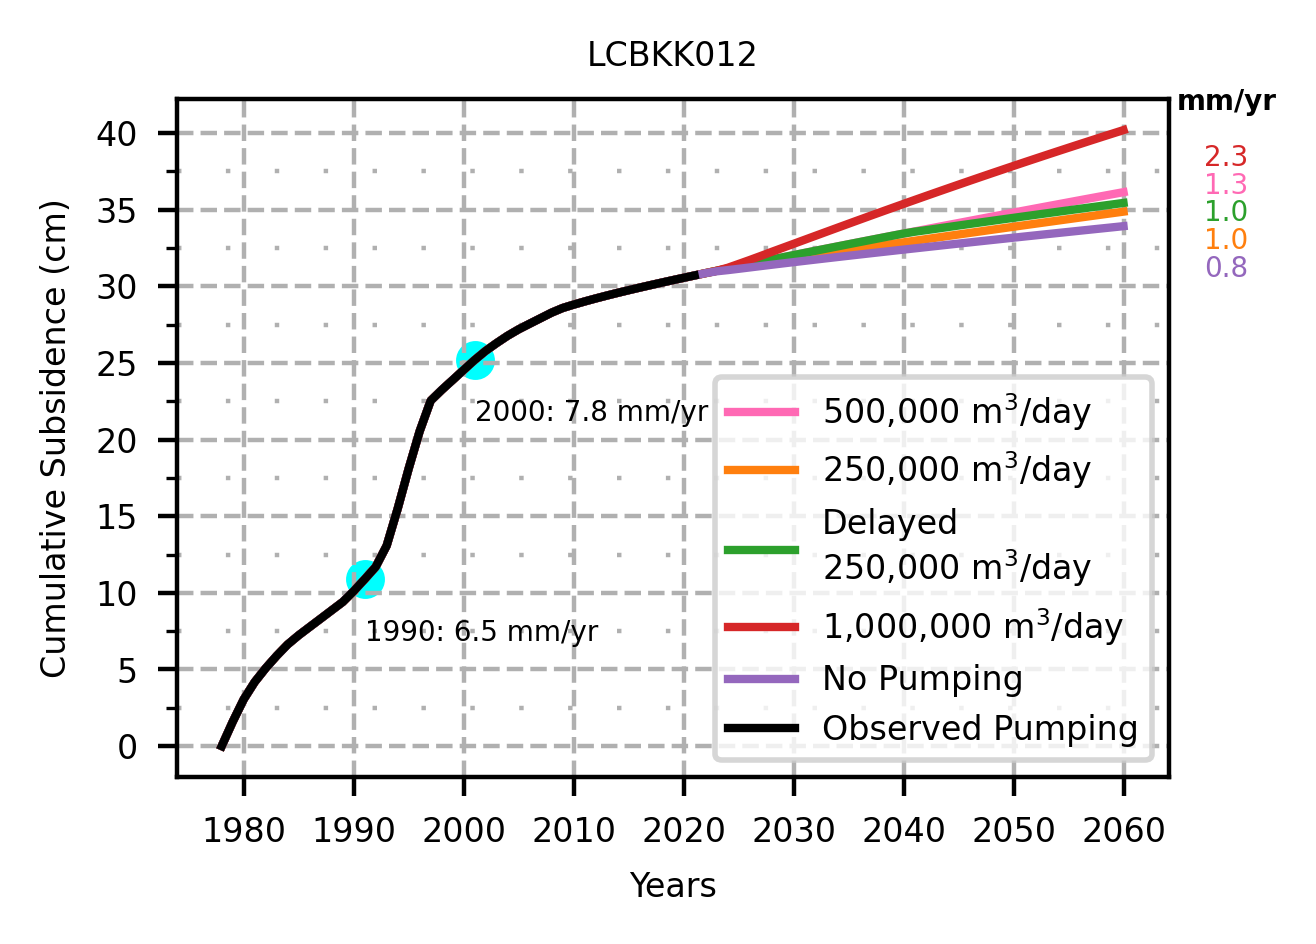 LCBKK012
mm/yr
2.3
1.3
1.0
1.0
0.8
40
35
30
25
20
15
10
5
0
Cumulative Subsidence (cm)
2000: 7.8 mm/yr
1990: 6.5 mm/yr
500,000 m³/day
250,000 m³/day
Delayed
250,000 m³/day
1,000,000 m³/day
No Pumping
Observed Pumping
1980 1990 2000 2010 2020 2030 2040 2050 2060
Years